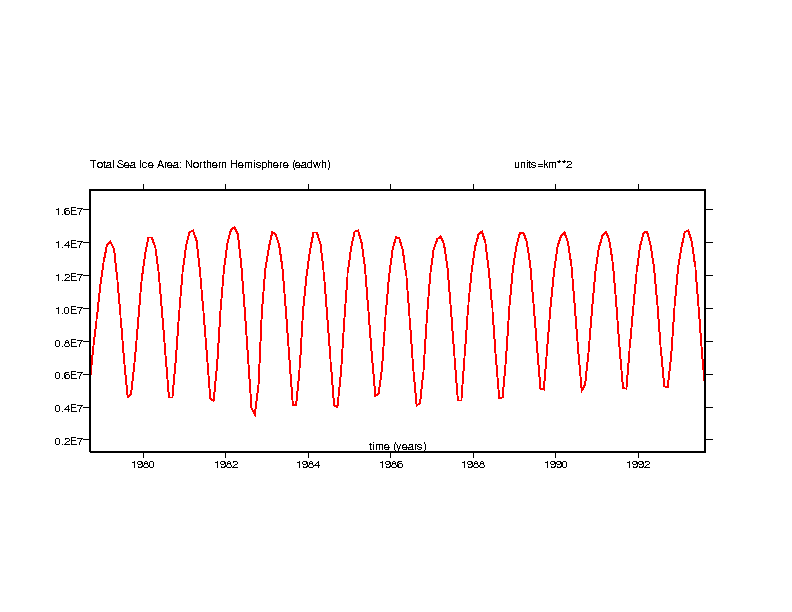 Total Sea Ice Area: Northern Hemisphere (eadwh) units=km**2
1.6E7
1.4E7
1.2E7
1.0E7
0.8E7
0.6E7
0.4E7
0.2E7
time (years)
1980 1982 1984 1986 1988 1990 1992